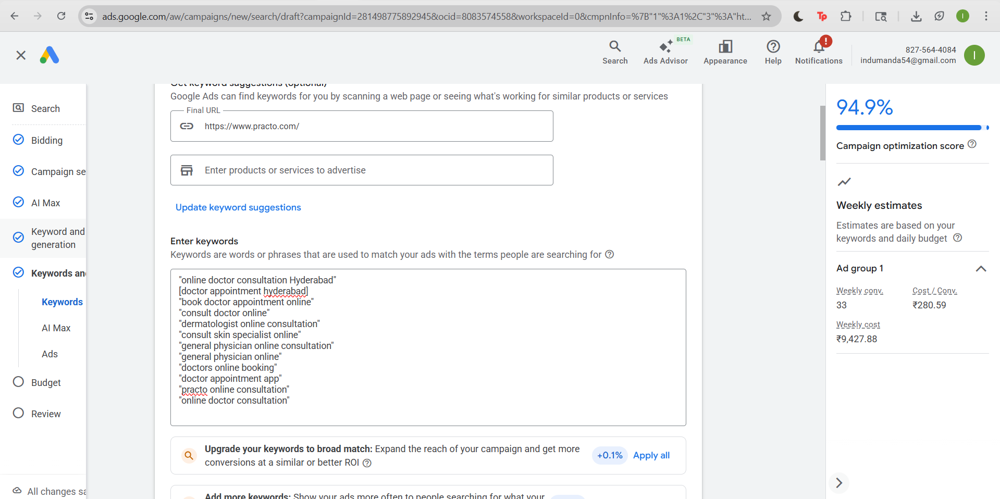 ads.google.com/aw/campaigns/new/search/draft?campaignId=281498775892945&ocid=8083574558&workspaceId=0&cmpnInfo=%7B"1"%3A1%2C"3"%3A"ht...
Tp
I
BETA
Search
Ads Advisor
Appearance
Help
Notifications
827-564-4084
indumanda54@gmail.com
I
Search
Bidding
Campaign se
AI Max
Keyword and
generation
Keywords an
Keywords
AI Max
Ads
Budget
Review
All changes sa
Get keyword suggestions (optional)
Google Ads can find keywords for you by scanning a web page or seeing what's working for similar products or services
Final URL
https://www.practo.com/
Enter products or services to advertise
Update keyword suggestions
Enter keywords
Keywords are words or phrases that are used to match your ads with the terms people are searching for
"online doctor consultation Hyderabad"
[doctor appointment hyderabad]
"book doctor appointment online"
"consult doctor online"
"dermatologist online consultation"
"consult skin specialist online"
"general physician online consultation"
"general physician online"
"doctors online booking"
"doctor appointment app"
"practo online consultation"
"online doctor consultation"
Upgrade your keywords to broad match: Expand the reach of your campaign and get more
conversions at a similar or better ROI
+0.1%
Apply all
Add more keywords: Show your ads more often to people searching for what your
94.9%
Campaign optimization score
Weekly estimates
Estimates are based on your
keywords and daily budget
Ad group 1
Weekly conv.
Cost / Conv.
33
₹280.59
Weekly cost
₹9,427.88